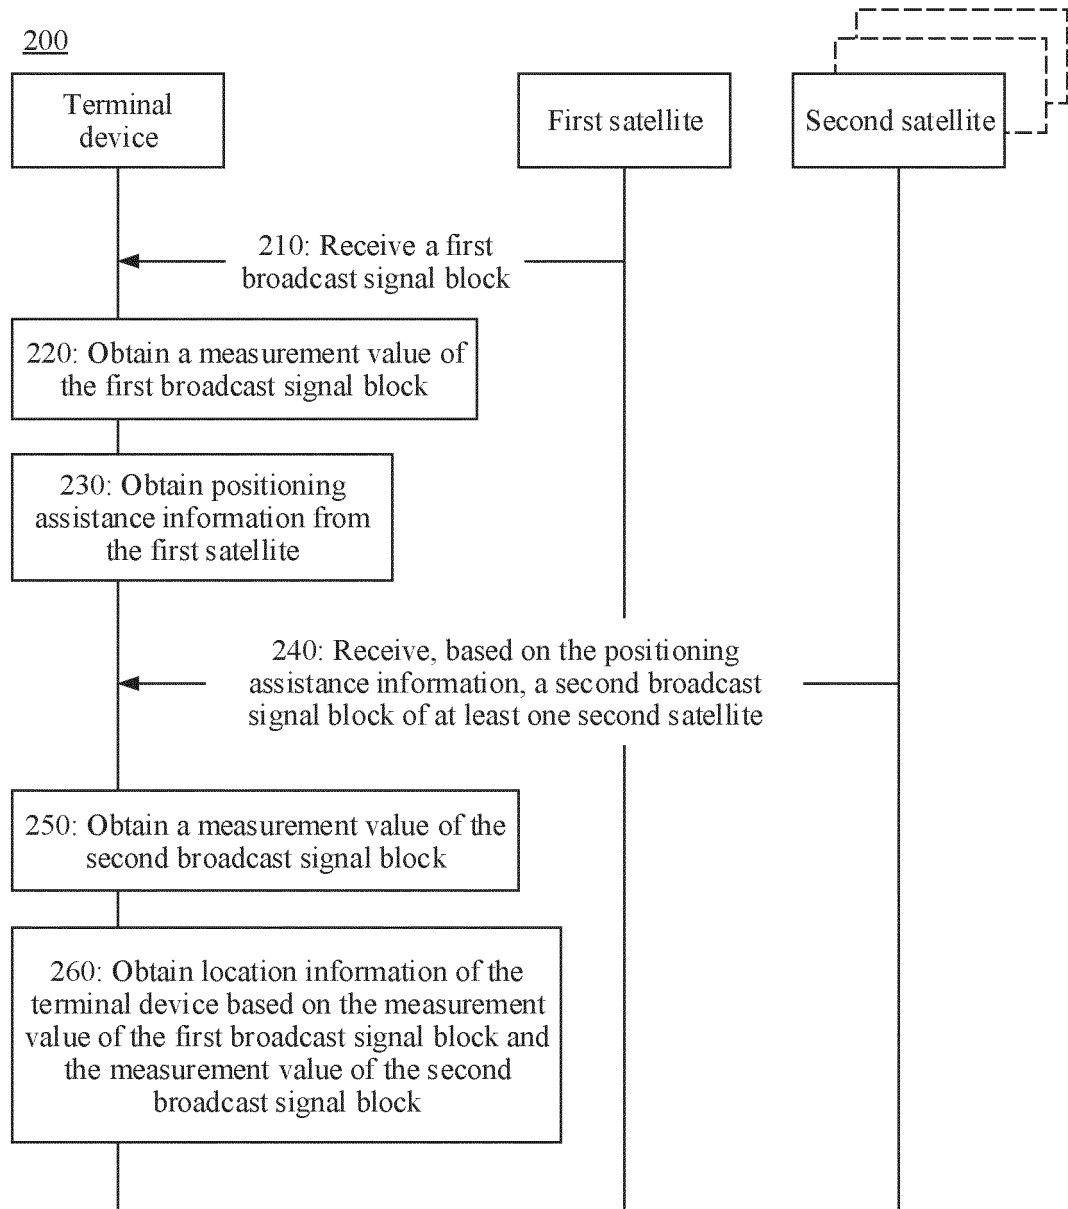 200
Terminal
device
First satellite
Second satellite
210: Receive a first
broadcast signal block
220: Obtain a measurement value of
the first broadcast signal block
230: Obtain positioning
assistance information from
the first satellite
240: Receive, based on the positioning
assistance information, a second broadcast
signal block of at least one second satellite
250: Obtain a measurement value of the
second broadcast signal block
260: Obtain location information of the
terminal device based on the measurement
value of the first broadcast signal block and
the measurement value of the second
broadcast signal block